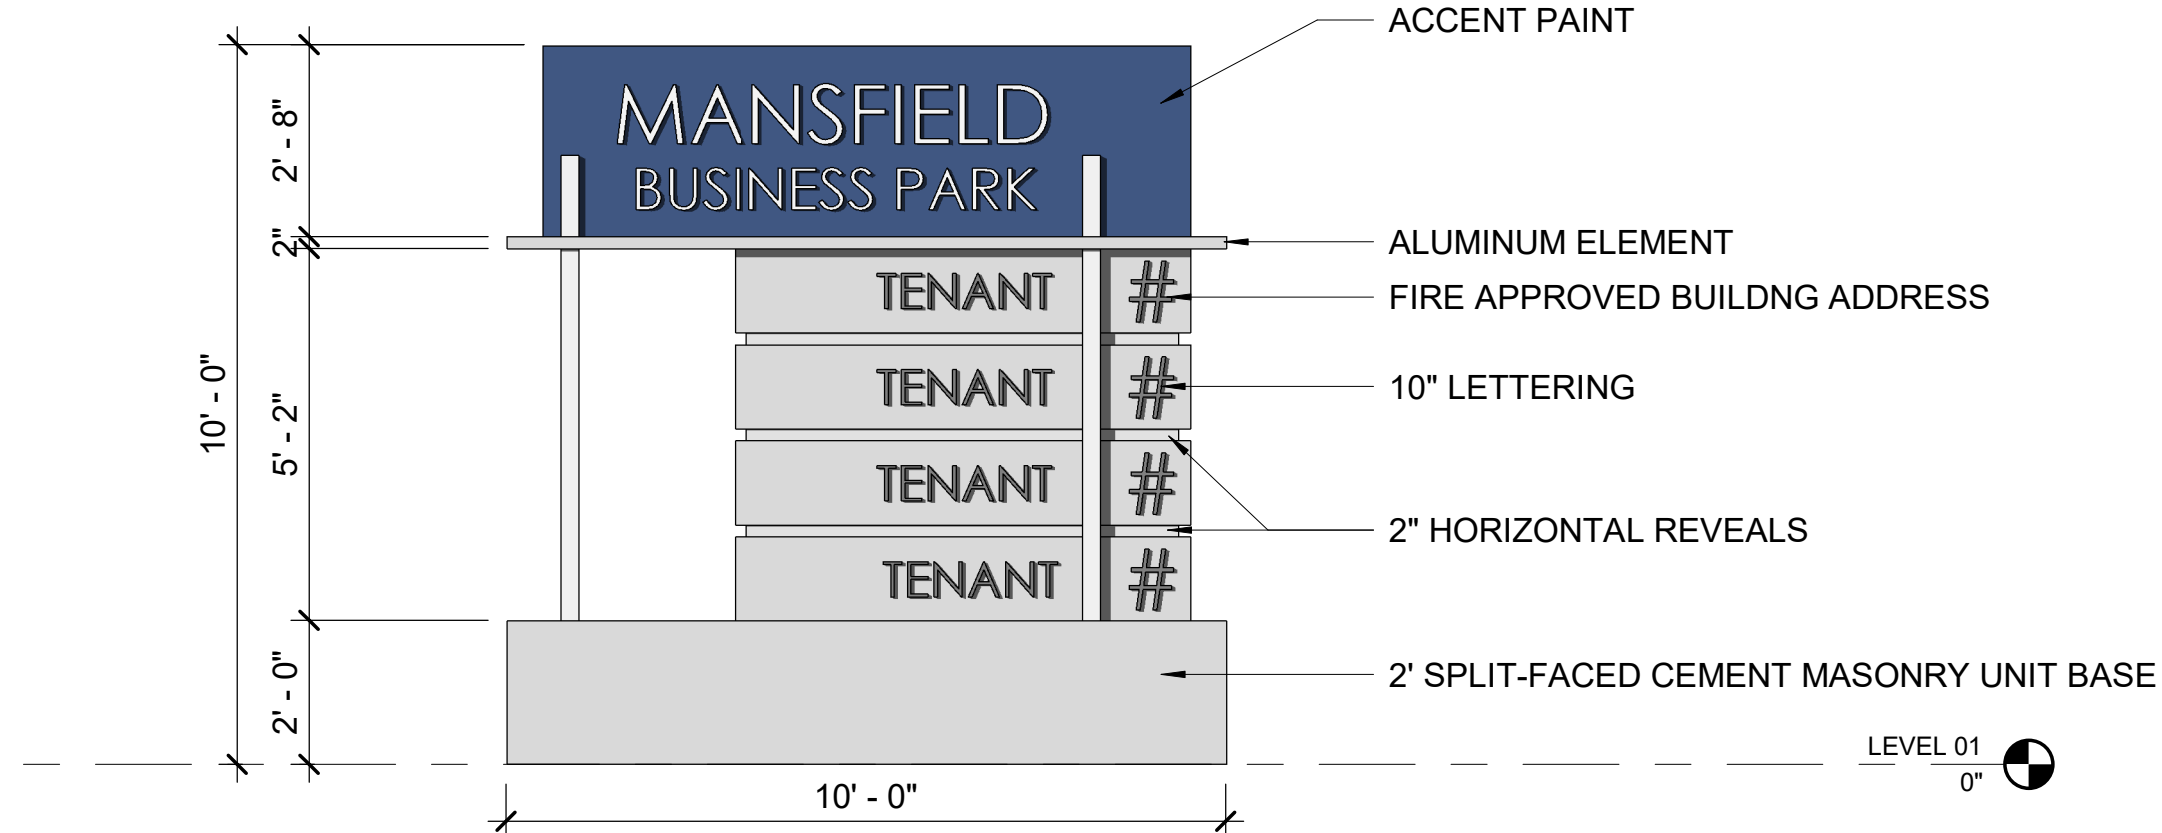 ACCENT PAINT
2' - 8"
MANSFIELD
BUSINESS PARK
2"
ALUMINUM ELEMENT
TENANT #
FIRE APPROVED BUILDNG ADDRESS
10' - 0"
5' - 2"
TENANT #
10" LETTERING
TENANT #
2" HORIZONTAL REVEALS
TENANT #
2' - 0"
2' SPLIT-FACED CEMENT MASONRY UNIT BASE
LEVEL 01
0"
10' - 0"